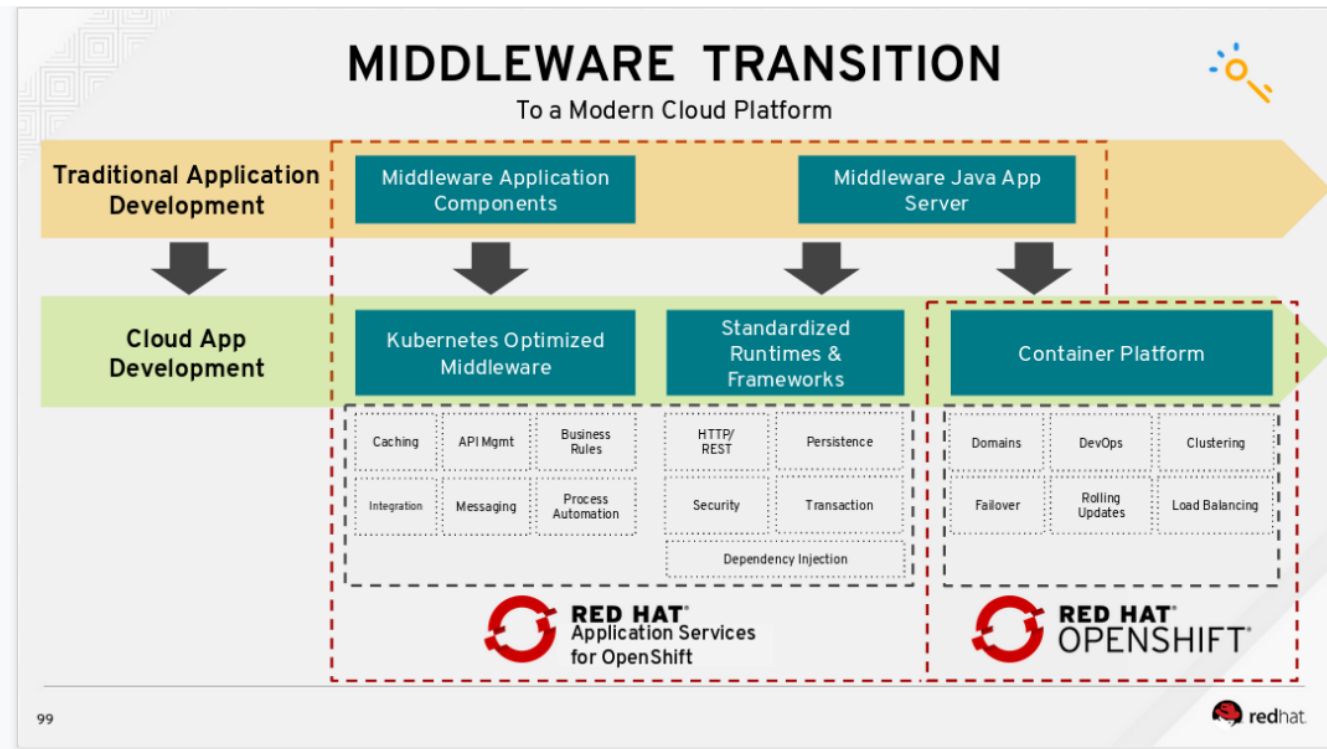 MIDDLEWARE TRANSITION
To a Modern Cloud Platform
Traditional Application
Development
Middleware Application
Components
Middleware Java App
Server
Cloud App
Development
Kubernetes Optimized
Middleware
Standardized
Runtimes &
Frameworks
Container Platform
Caching
API Mgmt
Business
Rules
Integration
Messaging
Process
Automation
HTTP/
REST
Persistence
Security
Transaction
Dependency Injection
Domains
DevOps
Clustering
Failover
Rolling
Updates
Load Balancing
RED HAT®
Application Services
for OpenShift
RED HAT®
OPENSHIFT®
99
redhat.